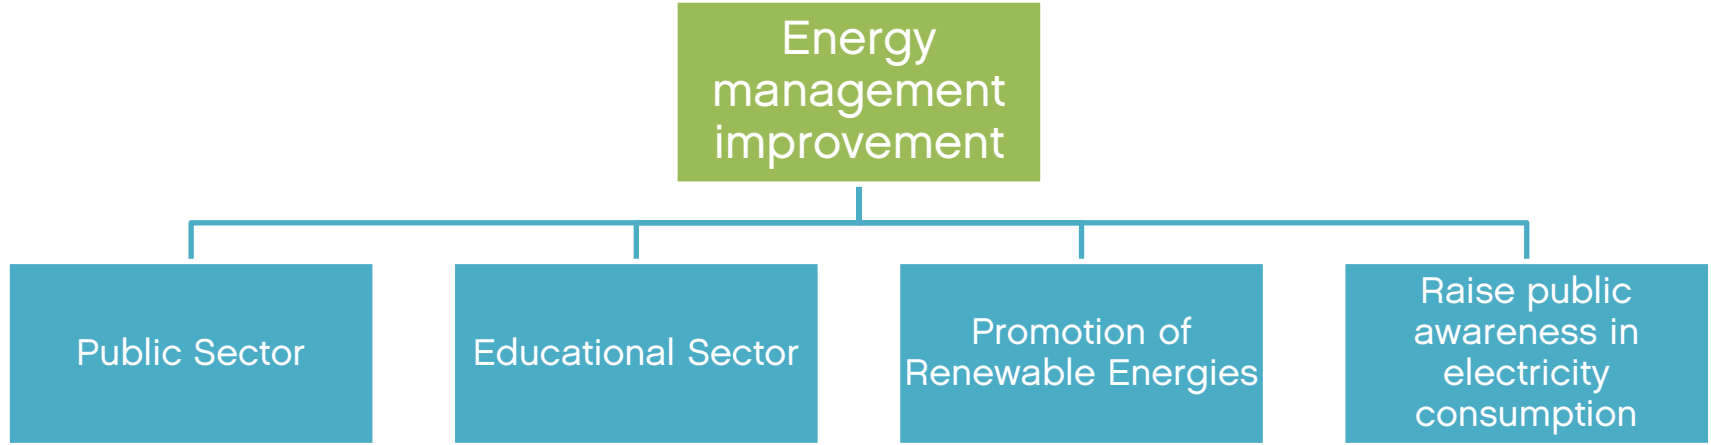 Energy
management
improvement
Public Sector
Educational Sector
Promotion of
Renewable Energies
Raise public
awareness in
electricity
consumption